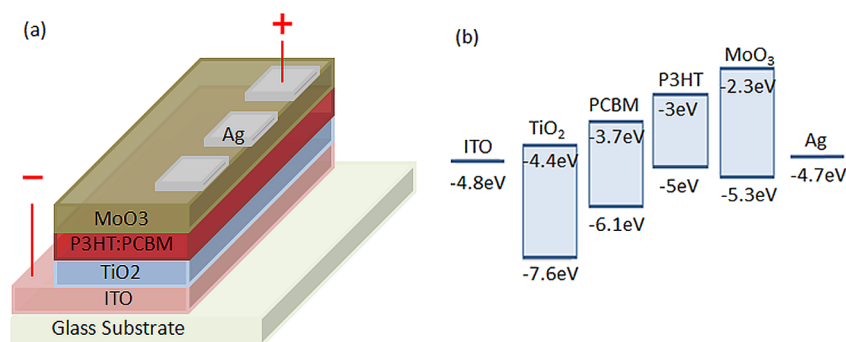 (a)
+
Ag
−
MoO3
P3HT:PCBM
TiO2
ITO
Glass Substrate
(b)
MoO₃
P3HT
-2.3eV
PCBM
-3eV
TiO₂
-3.7eV
ITO
-4.4eV
Ag
-4.8eV
-5eV
-5.3eV
-4.7eV
-6.1eV
-7.6eV